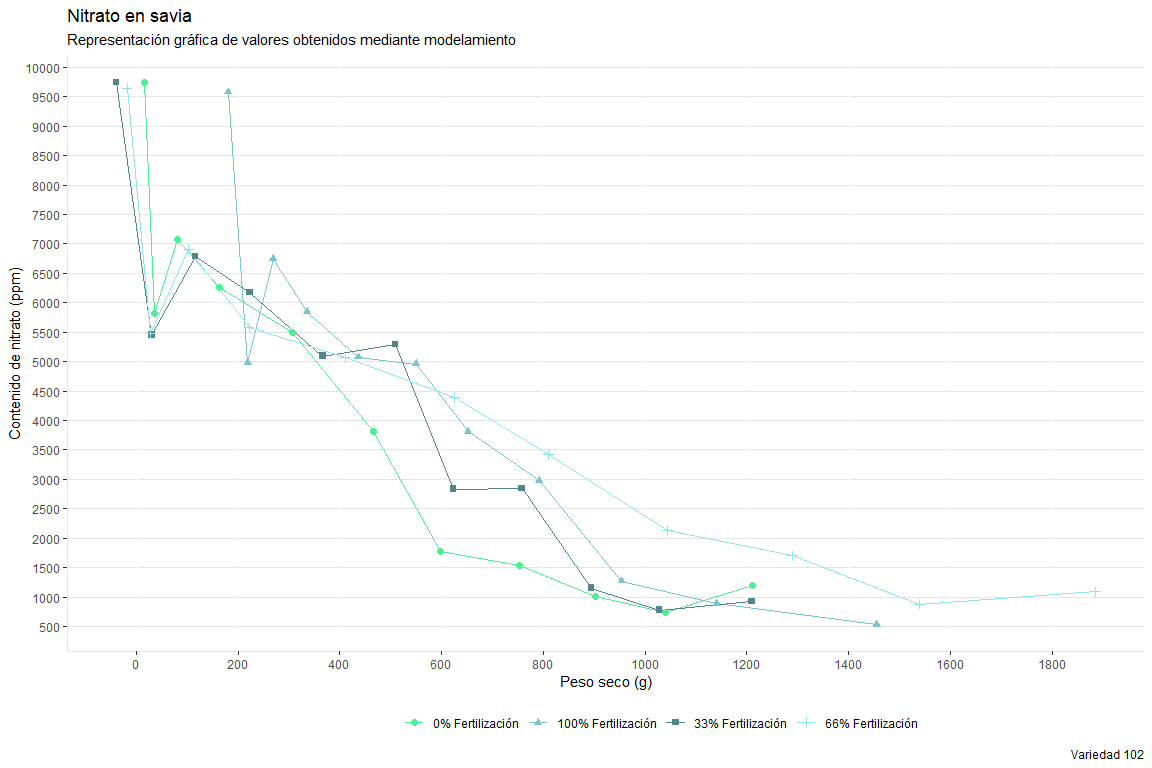 Nitrato en savia
Representación gráfica de valores obtenidos mediante modelamiento
Contenido de nitrato (ppm)
10000
9500
9000
8500
8000
7500
7000
6500
6000
5500
5000
4500
4000
3500
3000
2500
2000
1500
1000
500
0 200 400 600 800 1000 1200 1400 1600 1800
Peso seco (g)
0% Fertilización 100% Fertilización 33% Fertilización 66% Fertilización
Variedad 102